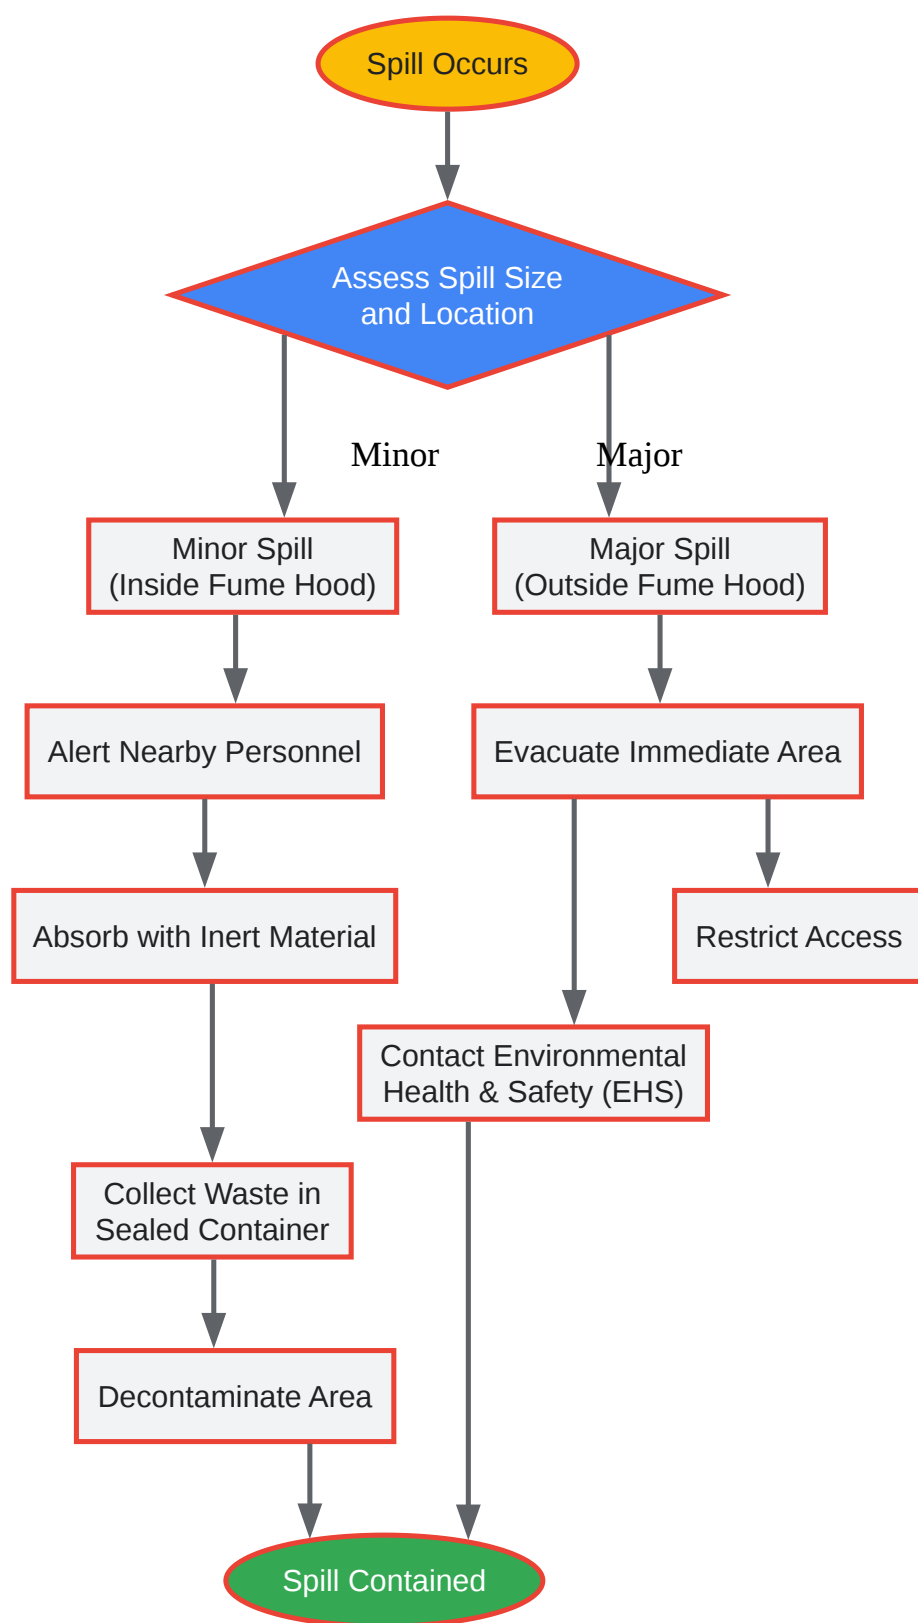 Spill Occurs
Assess Spill Size
and Location
Minor
Major
Minor Spill
(Inside Fume Hood)
Major Spill
(Outside Fume Hood)
Alert Nearby Personnel
Evacuate Immediate Area
Absorb with Inert Material
Restrict Access
Contact Environmental
Health & Safety (EHS)
Collect Waste in
Sealed Container
Decontaminate Area
Spill Contained